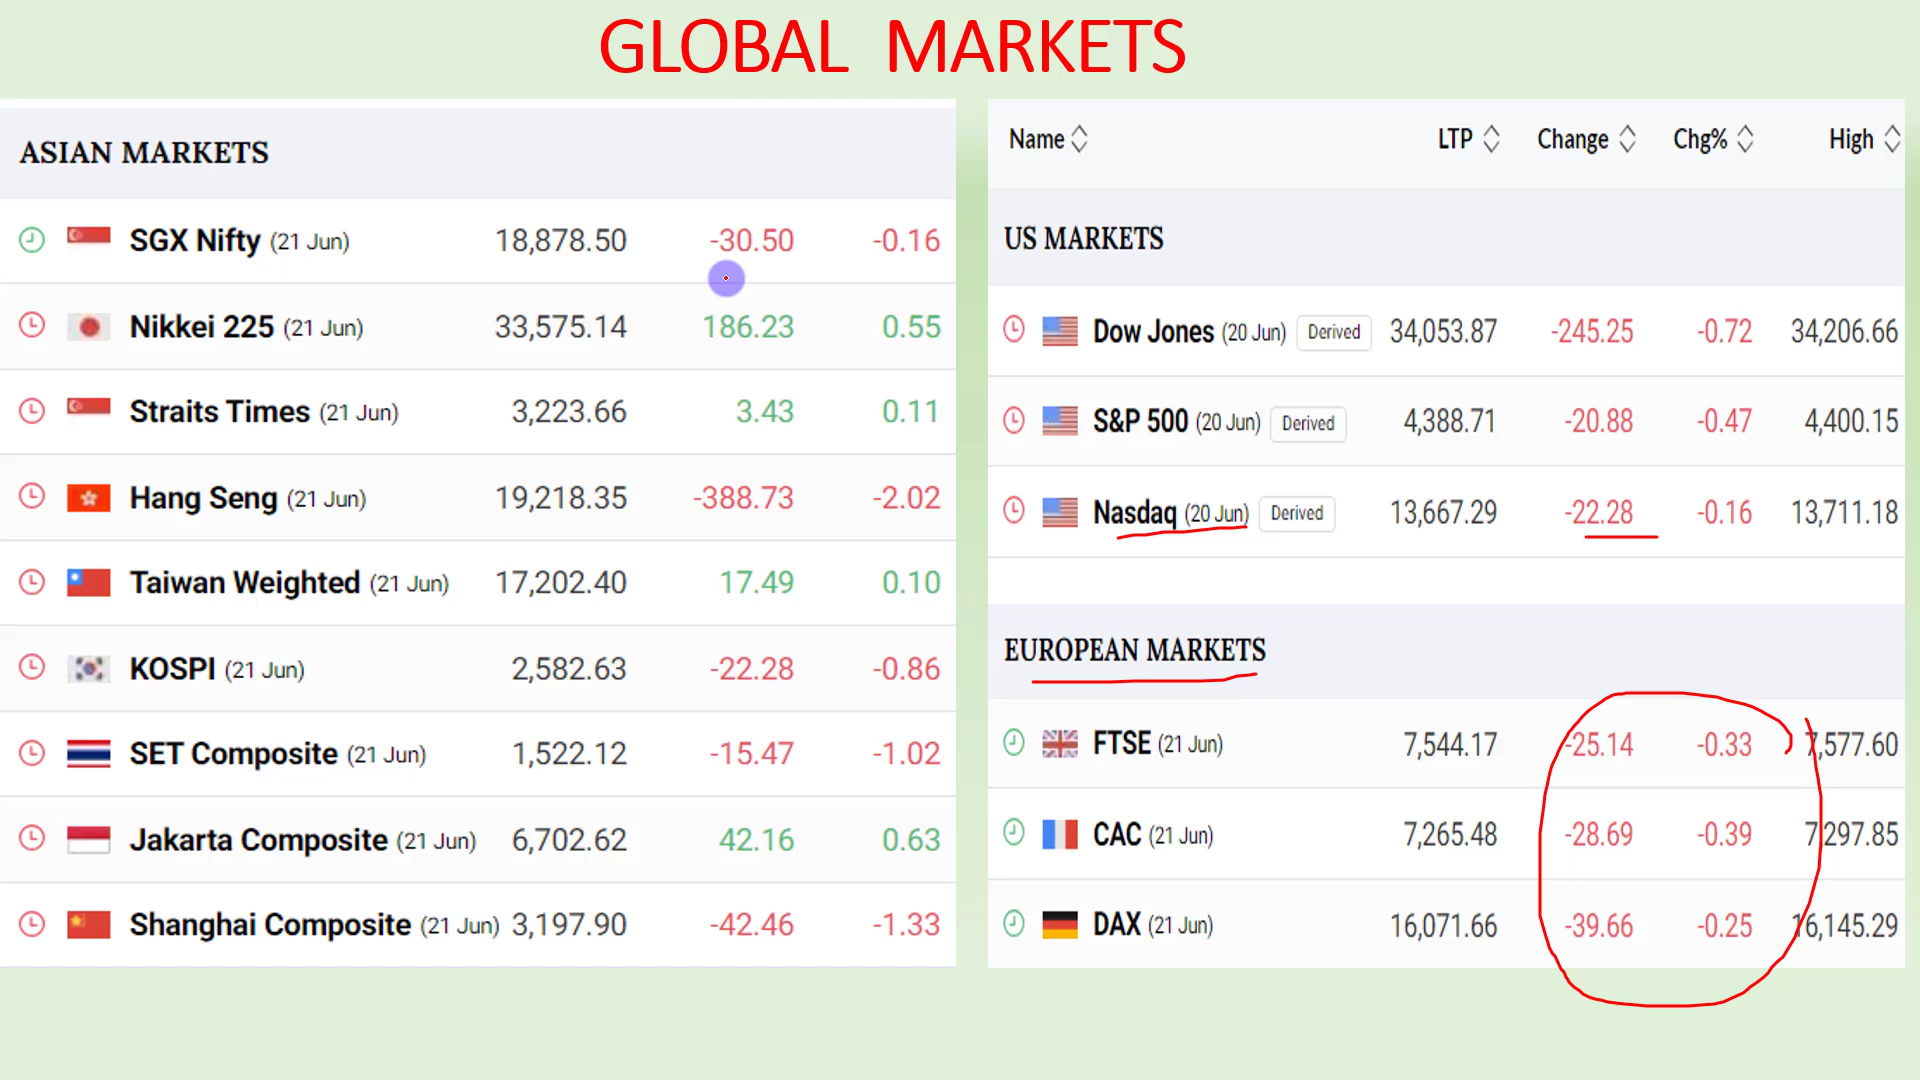 GLOBAL MARKETS
ASIAN MARKETS
SGX Nifty (21 Jun) 18,878.50 -30.50 -0.16
Nikkei 225 (21 Jun) 33,575.14 186.23 0.55
Straits Times (21 Jun) 3,223.66 3.43 0.11
Hang Seng (21 Jun) 19,218.35 -388.73 -2.02
Taiwan Weighted (21 Jun) 17,202.40 17.49 0.10
KOSPI (21 Jun) 2,582.63 -22.28 -0.86
SET Composite (21 Jun) 1,522.12 -15.47 -1.02
Jakarta Composite (21 Jun) 6,702.62 42.16 0.63
Shanghai Composite (21 Jun) 3,197.90 -42.46 -1.33
Name LTP Change Chg% High
US MARKETS
Dow Jones (20 Jun) Derived 34,053.87 -245.25 -0.72 34,206.66
S&P 500 (20 Jun) Derived 4,388.71 -20.88 -0.47 4,400.15
Nasdaq (20 Jun) Derived 13,667.29 -22.28 -0.16 13,711.18
EUROPEAN MARKETS
FTSE (21 Jun) 7,544.17 -25.14 -0.33 7,577.60
CAC (21 Jun) 7,265.48 -28.69 -0.39 7,297.85
DAX (21 Jun) 16,071.66 -39.66 -0.25 16,145.29